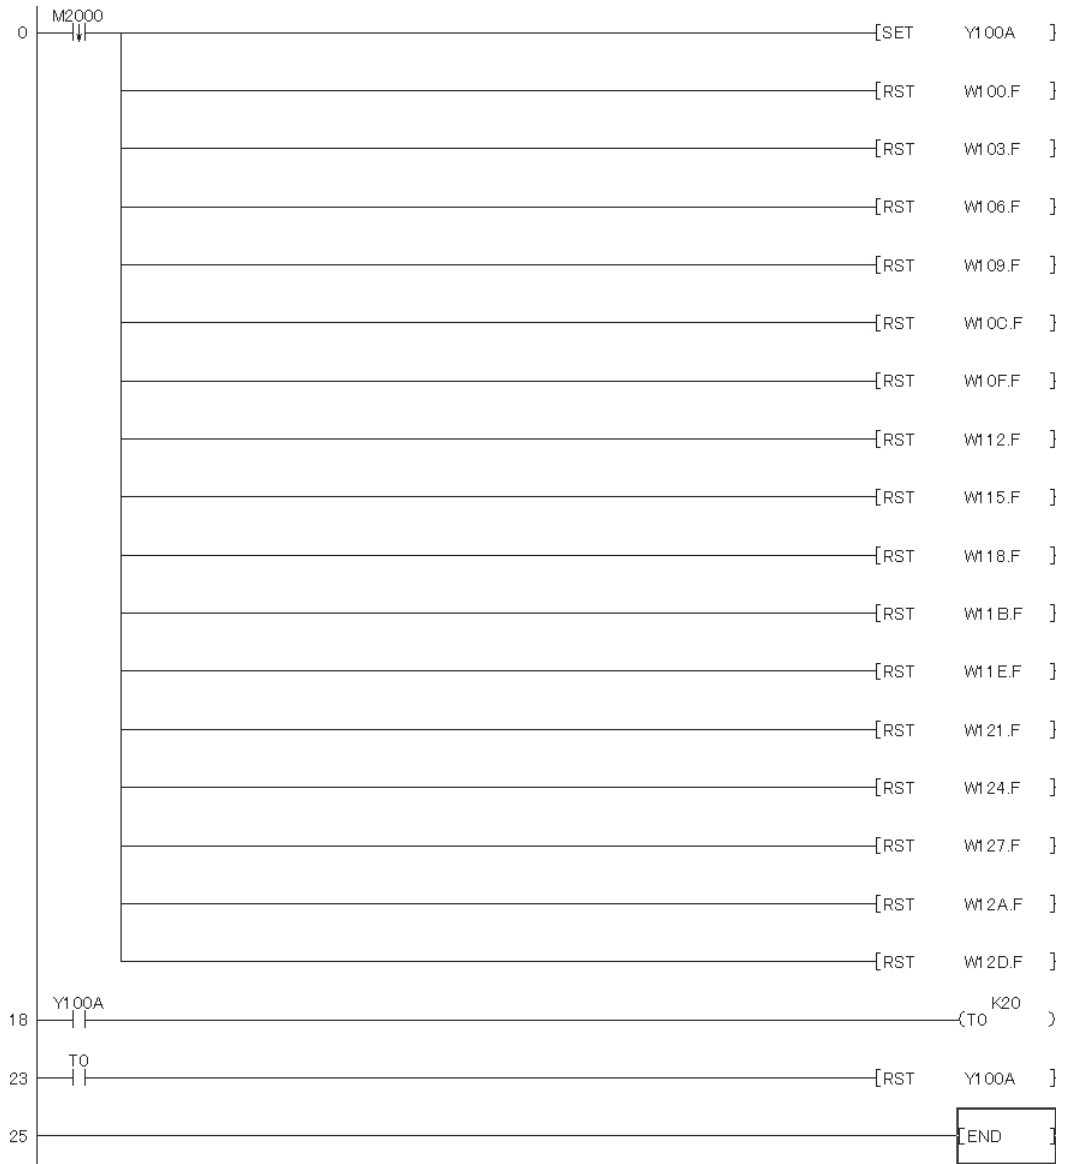 M2000
0 [SET Y100A ]
[RST W100.F ]
[RST W103.F ]
[RST W106.F ]
[RST W109.F ]
[RST W10C.F ]
[RST W10F.F ]
[RST W112.F ]
[RST W115.F ]
[RST W118.F ]
[RST W11B.F ]
[RST W11E.F ]
[RST W121.F ]
[RST W124.F ]
[RST W127.F ]
[RST W12A.F ]
[RST W12D.F ]
Y100A K20
18 (T0 )
T0
23 [RST Y100A ]
25 [END ]